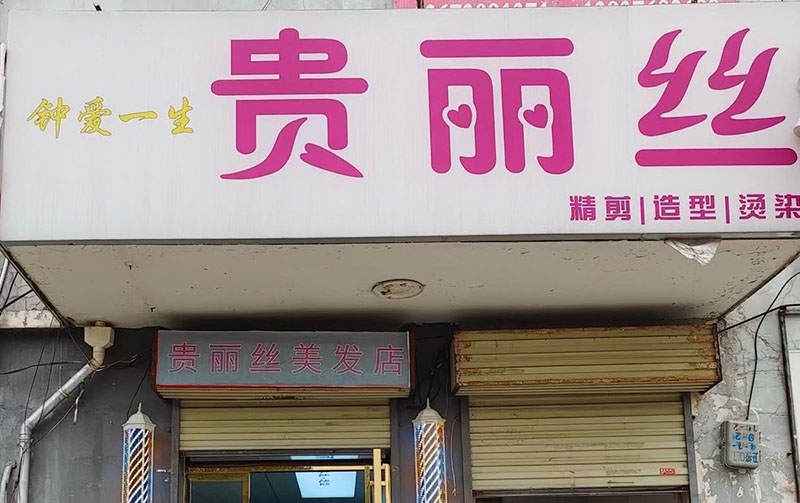 钟爱一生
贵丽丝
精剪|造型|烫染
贵丽丝美发店